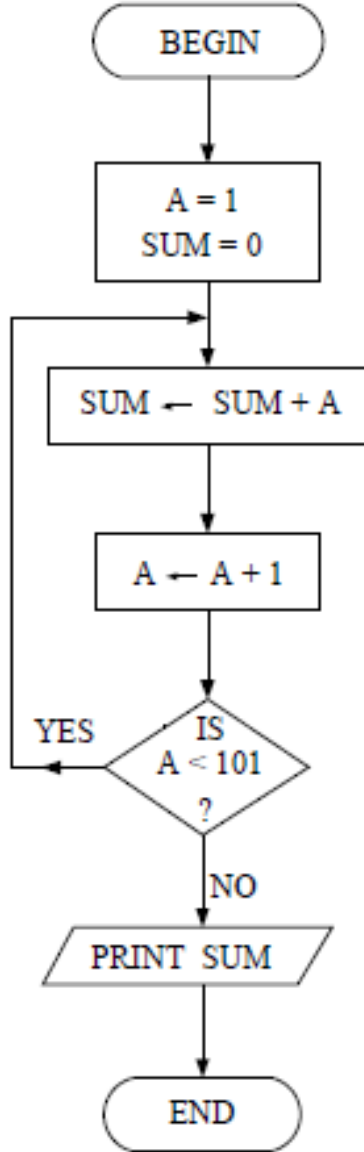 BEGIN
A = 1
SUM = 0
SUM ← SUM + A
A ← A + 1
IS
A < 101
?
YES
NO
PRINT SUM
END